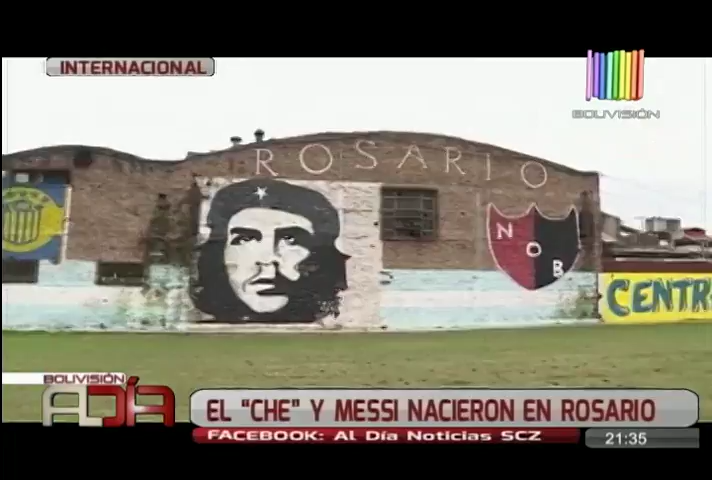 INTERNACIONAL
BOLIVISIÓN
ROSARIO
N
O
B
CENTR
BOLIVISIÓN
AL DÍA
EL "CHE" Y MESSI NACIERON EN ROSARIO
FACEBOOK: Al Día Noticias SCZ
21:35